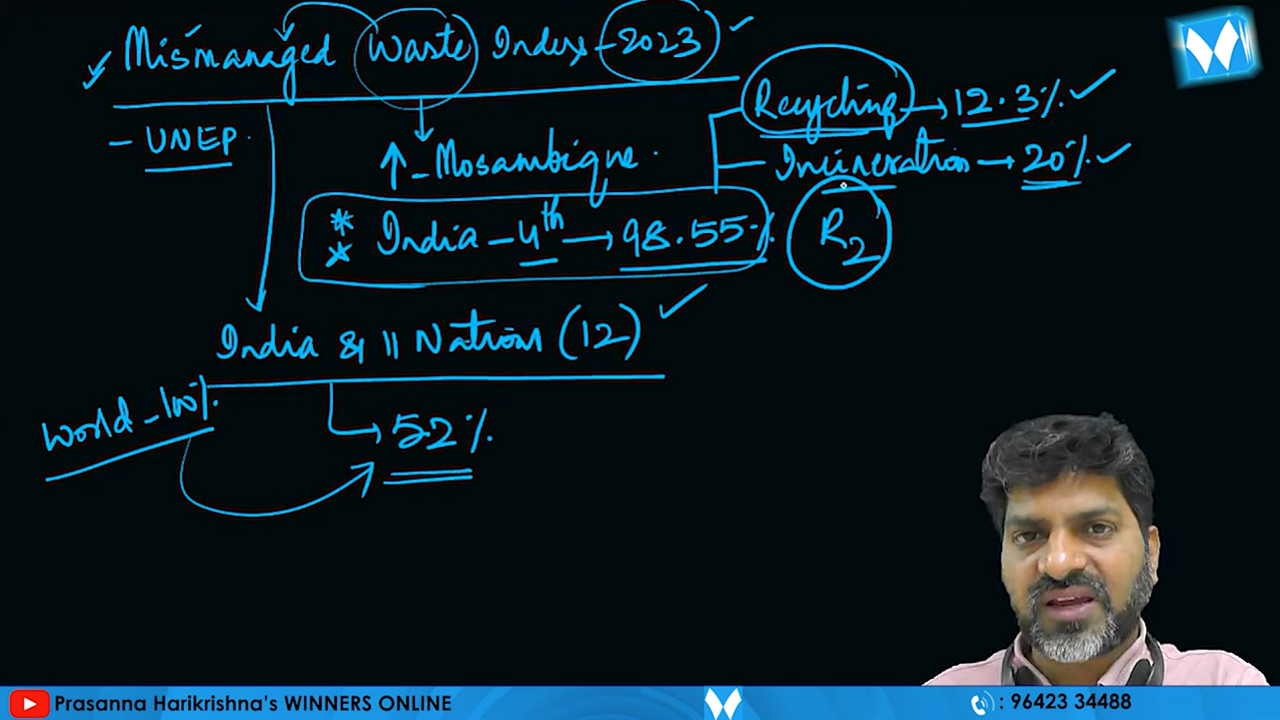 Mismanaged Waste Index - 2023
- UNEP.
↑ - Mosambique.
Recycling → 12.3%
Incineration → 20%
** India - 4th → 98.55%
R2
India & 11 Nations (12)
World - 100%
52%
W
Prasanna Harikrishna's WINNERS ONLINE
W
: 96423 34488